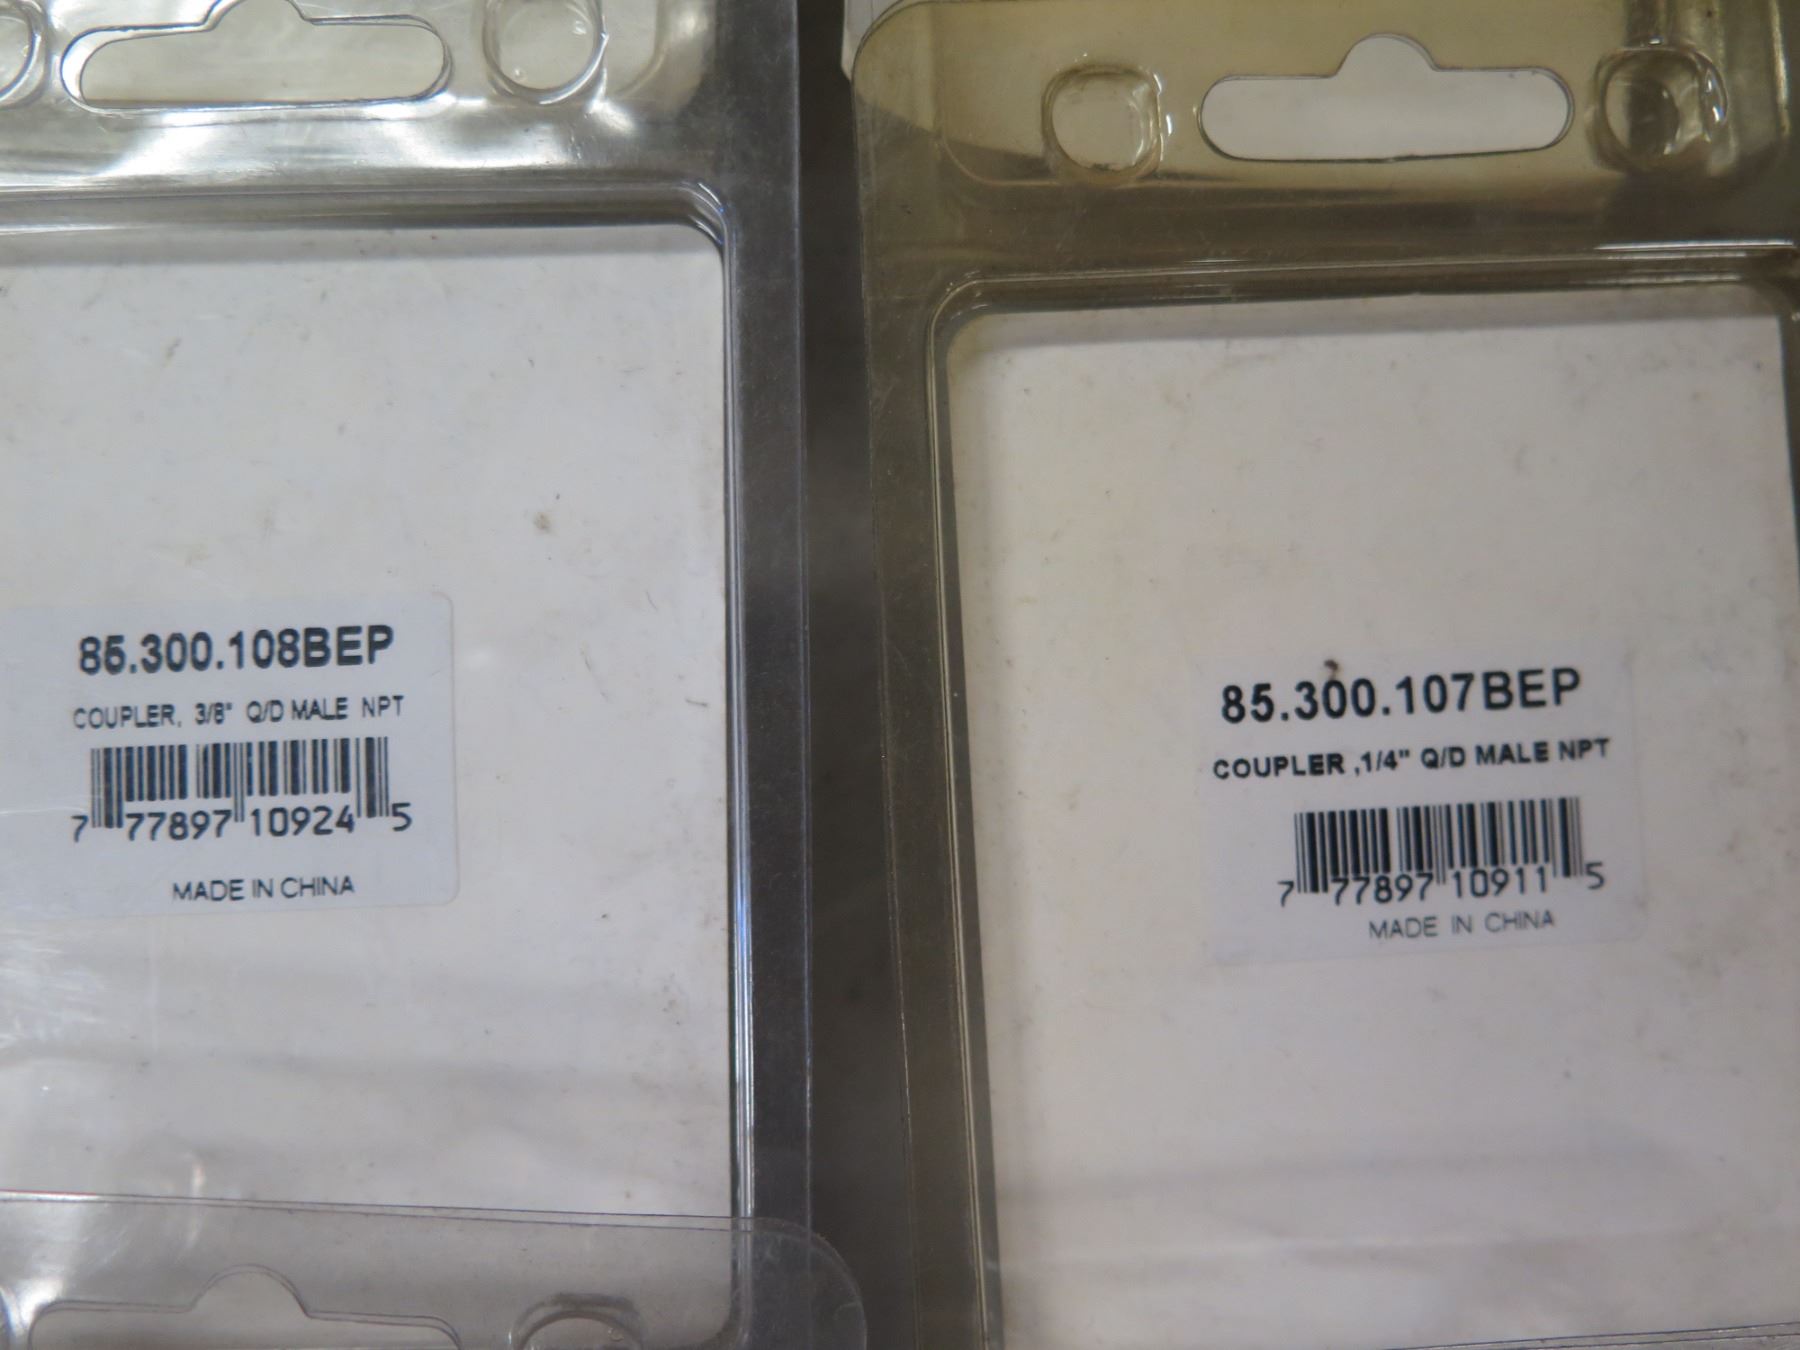 85.300.108BEP
COUPLER, 3/8" Q/D MALE NPT
7 77897 10924 5
MADE IN CHINA
85.300.107BEP
COUPLER ,1/4" Q/D MALE NPT
7 77897 10911 5
MADE IN CHINA